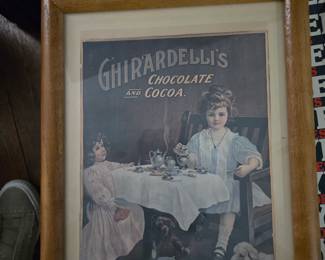 GHIRARDELLI'S
CHOCOLATE
AND COCOA.